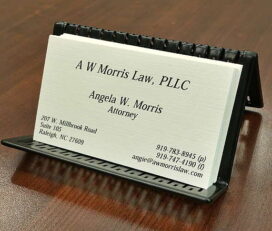 A W Morris Law, PLLC
Angela W. Morris
Attorney
207 W. Millbrook Road
Suite 105
Raleigh, NC 27609
919-783-8945 (p)
919-747-4190 (f)
angie@awmorrislaw.com